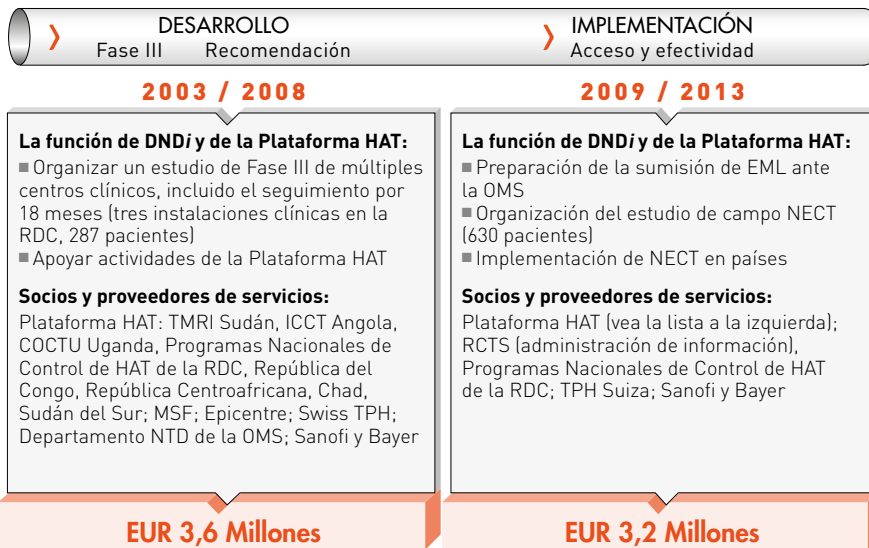 DESARROLLO
Fase III Recomendación
IMPLEMENTACIÓN
Acceso y efectividad
2003 / 2008
La función de DNDi y de la Plataforma HAT:
■ Organizar un estudio de Fase III de múltiples
centros clínicos, incluido el seguimiento por
18 meses (tres instalaciones clínicas en la
RDC, 287 pacientes)
■ Apoyar actividades de la Plataforma HAT
Socios y proveedores de servicios:
Plataforma HAT: TMRI Sudán, ICCT Angola,
COCTU Uganda, Programas Nacionales de
Control de HAT de la RDC, República del
Congo, República Centroafricana, Chad,
Sudán del Sur; MSF; Epicentre; Swiss TPH;
Departamento NTD de la OMS; Sanofi y Bayer
EUR 3,6 Millones
2009 / 2013
La función de DNDi y de la Plataforma HAT:
■ Preparación de la sumisión de EML ante
la OMS
■ Organización del estudio de campo NECT
(630 pacientes)
■ Implementación de NECT en países
Socios y proveedores de servicios:
Plataforma HAT (vea la lista a la izquierda);
RCTS (administración de información),
Programas Nacionales de Control de HAT
de la RDC; TPH Suiza; Sanofi y Bayer
EUR 3,2 Millones